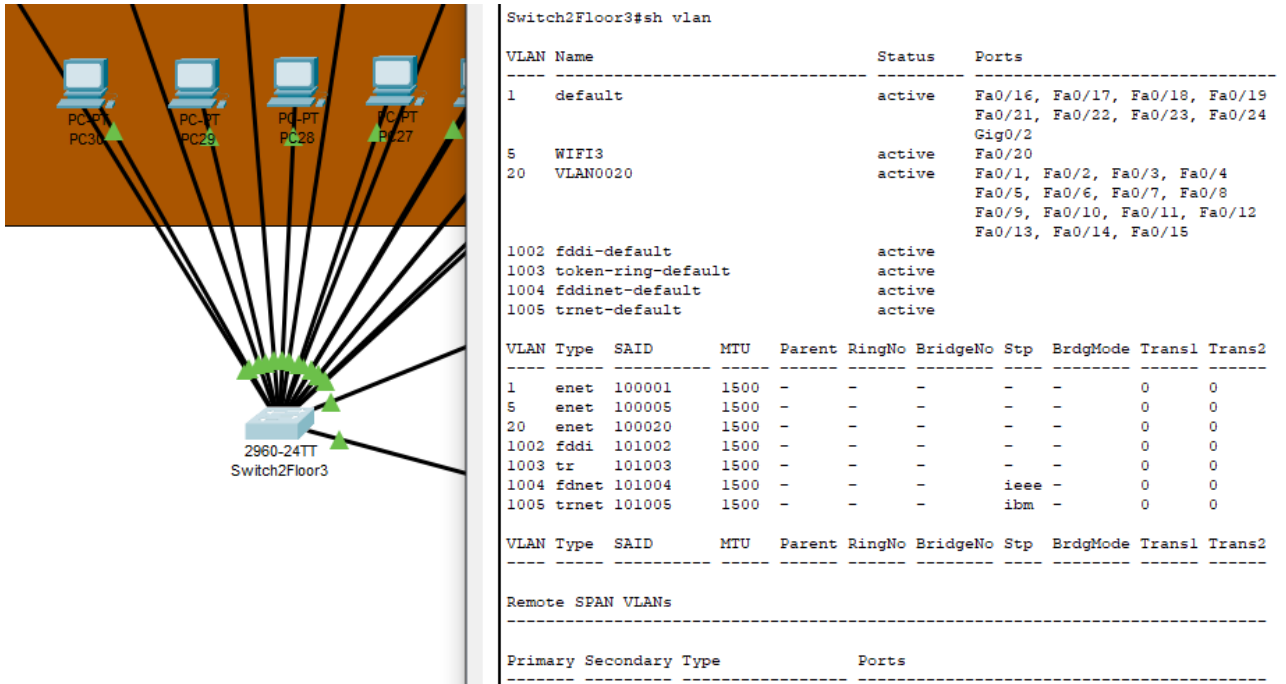 PC-PT
PC30
PC-PT
PC29
PC-PT
PC28
PC-PT
PC27
2960-24TT
Switch2Floor3
Switch2Floor3#sh vlan
VLAN Name Status Ports
---- -------------------------------- --------- -------------------------------
1 default active Fa0/16, Fa0/17, Fa0/18, Fa0/19
Fa0/21, Fa0/22, Fa0/23, Fa0/24
Gig0/2
5 WIFI3 active Fa0/20
20 VLAN0020 active Fa0/1, Fa0/2, Fa0/3, Fa0/4
Fa0/5, Fa0/6, Fa0/7, Fa0/8
Fa0/9, Fa0/10, Fa0/11, Fa0/12
Fa0/13, Fa0/14, Fa0/15
1002 fddi-default active
1003 token-ring-default active
1004 fddinet-default active
1005 trnet-default active
VLAN Type SAID MTU Parent RingNo BridgeNo Stp BrdgMode Trans1 Trans2
---- ----- ---------- ----- ------ ------ -------- ---- -------- ------ ------
1 enet 100001 1500 - - - - - 0 0
5 enet 100005 1500 - - - - - 0 0
20 enet 100020 1500 - - - - - 0 0
1002 fddi 101002 1500 - - - - - 0 0
1003 tr 101003 1500 - - - - - 0 0
1004 fdnet 101004 1500 - - - ieee - 0 0
1005 trnet 101005 1500 - - - ibm - 0 0
VLAN Type SAID MTU Parent RingNo BridgeNo Stp BrdgMode Trans1 Trans2
---- ----- ---------- ----- ------ ------ -------- ---- -------- ------ ------
Remote SPAN VLANs
------------------------------------------------------------------------------
Primary Secondary Type Ports
------- --------- ----------------- ------------------------------------------